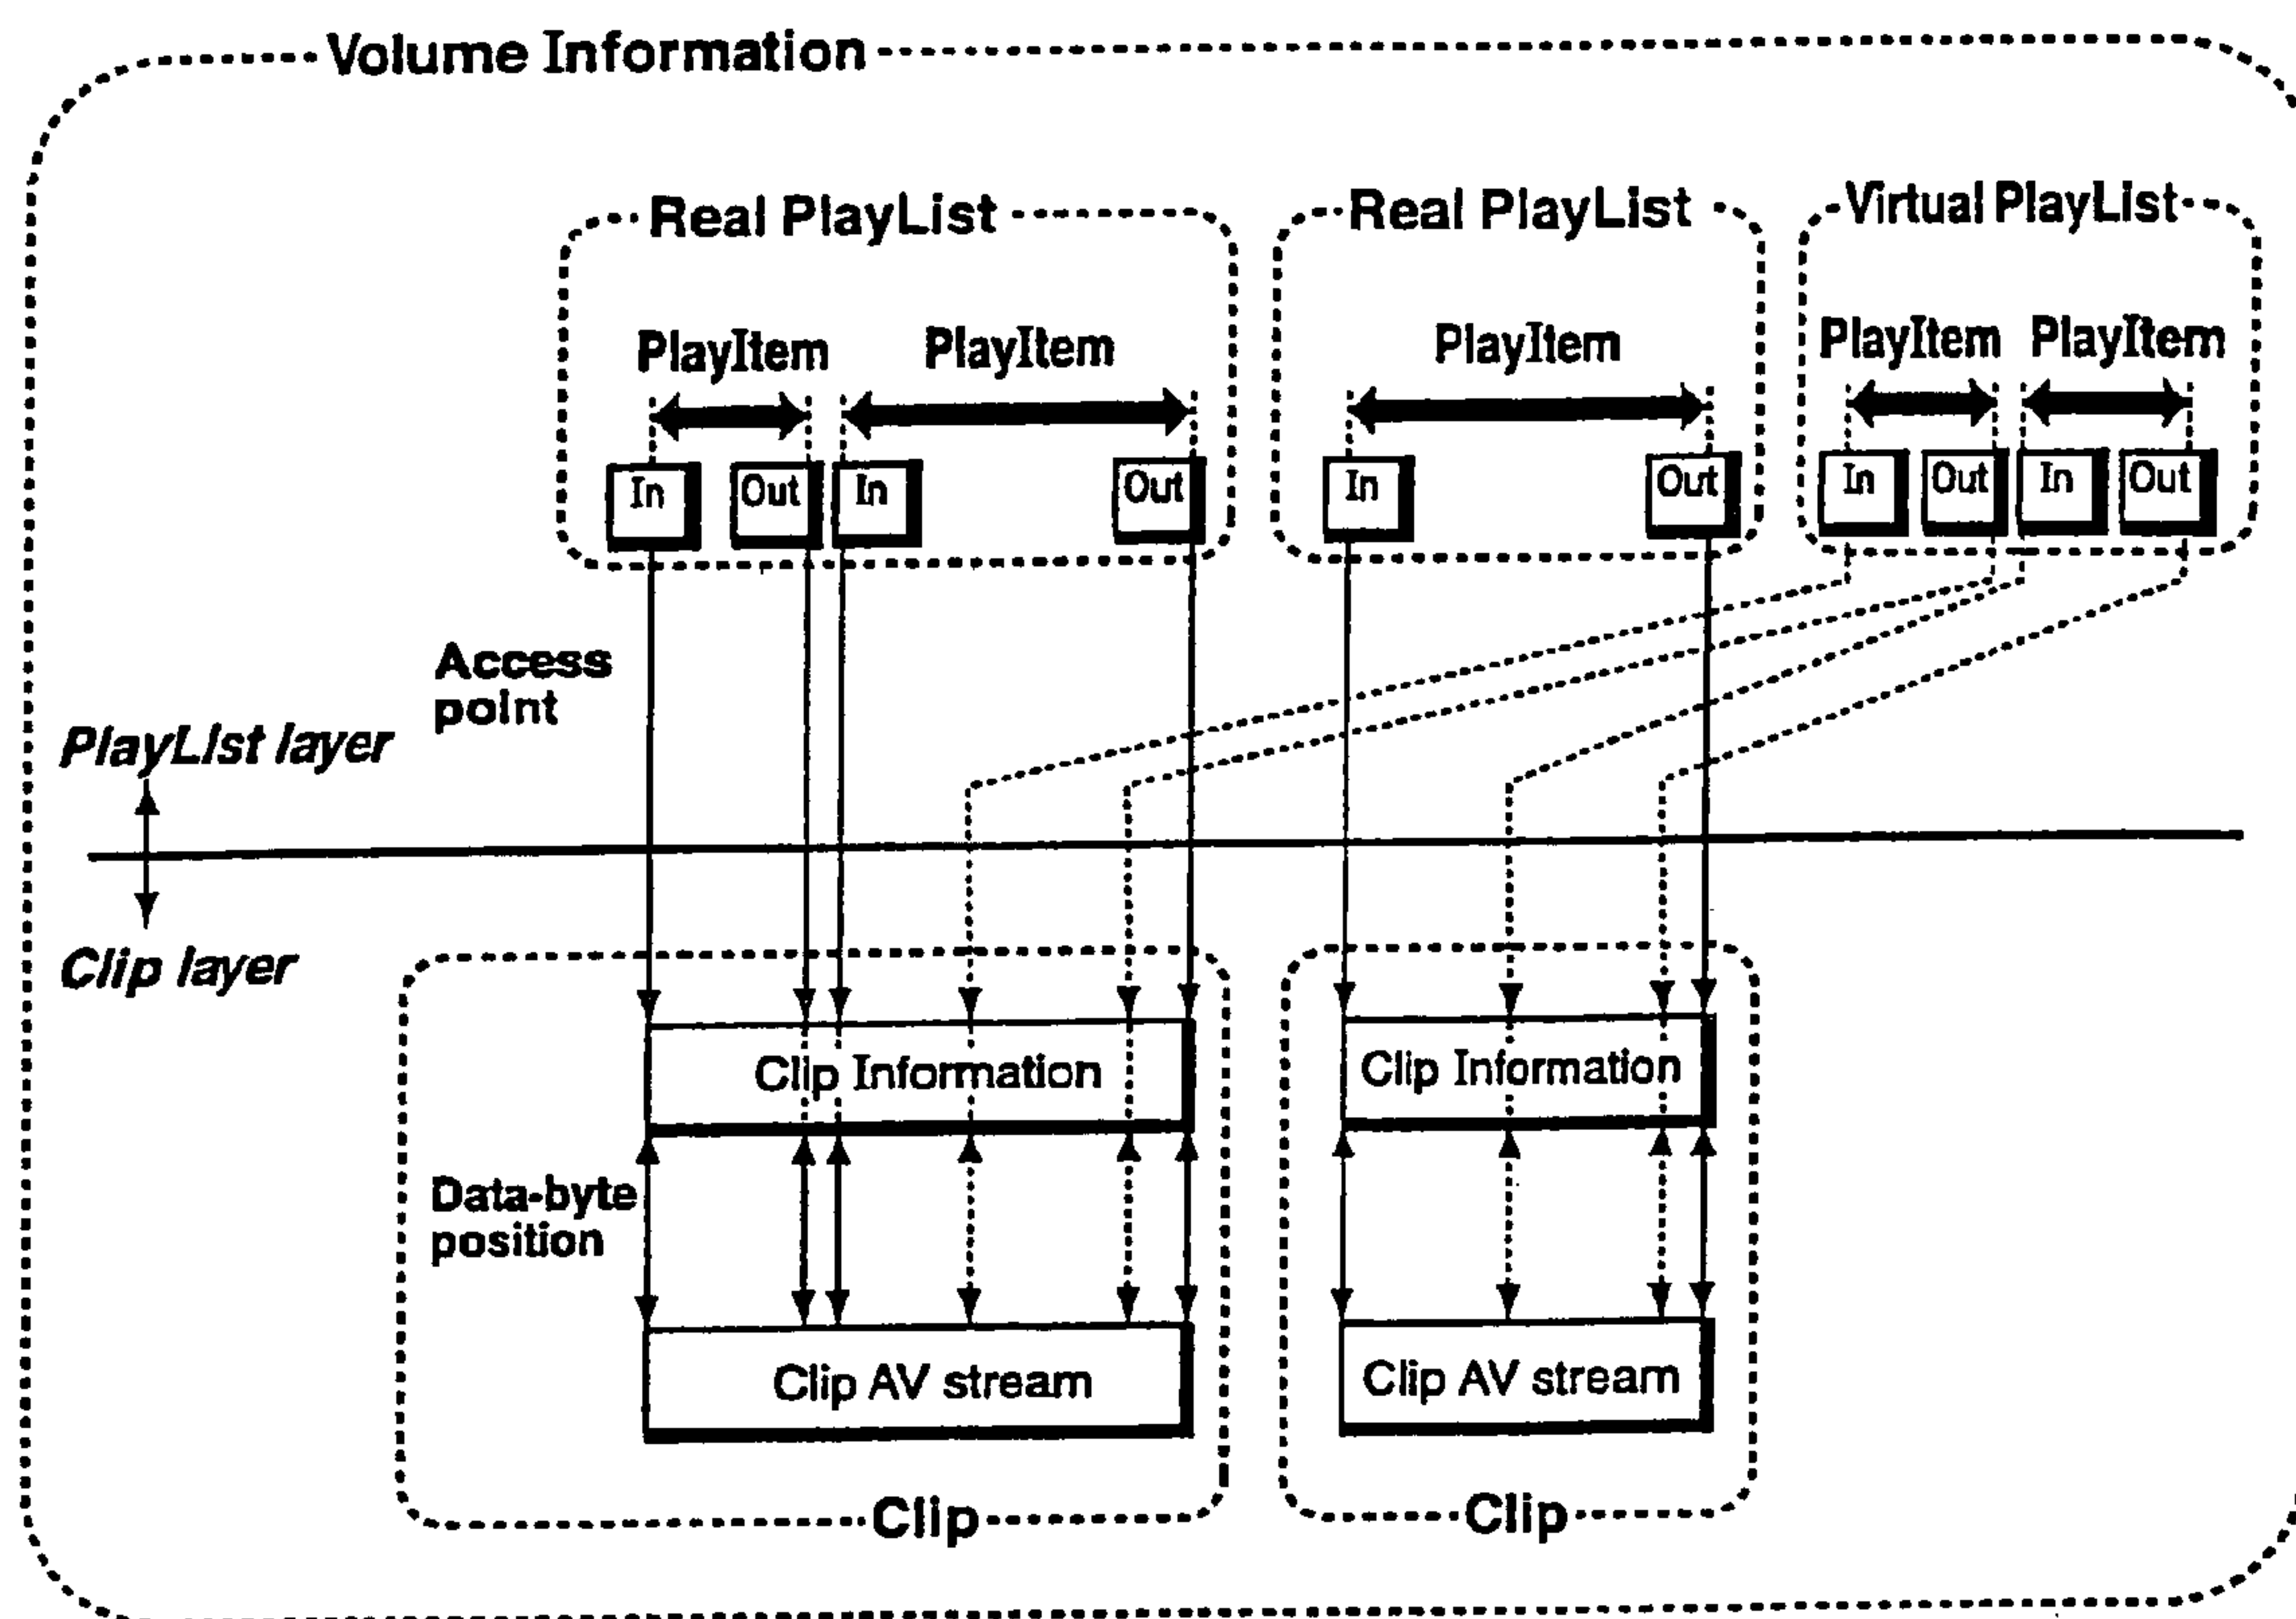 Volume Information
Real PlayList
Real PlayList
Virtual PlayList
PlayItem
PlayItem
PlayItem
PlayItem
PlayItem
In
Out
In
Out
In
Out
In
Out
In
Out
Access
point
PlayList layer
Clip layer
Clip Information
Clip Information
Data-byte
position
Clip AV stream
Clip AV stream
Clip
Clip